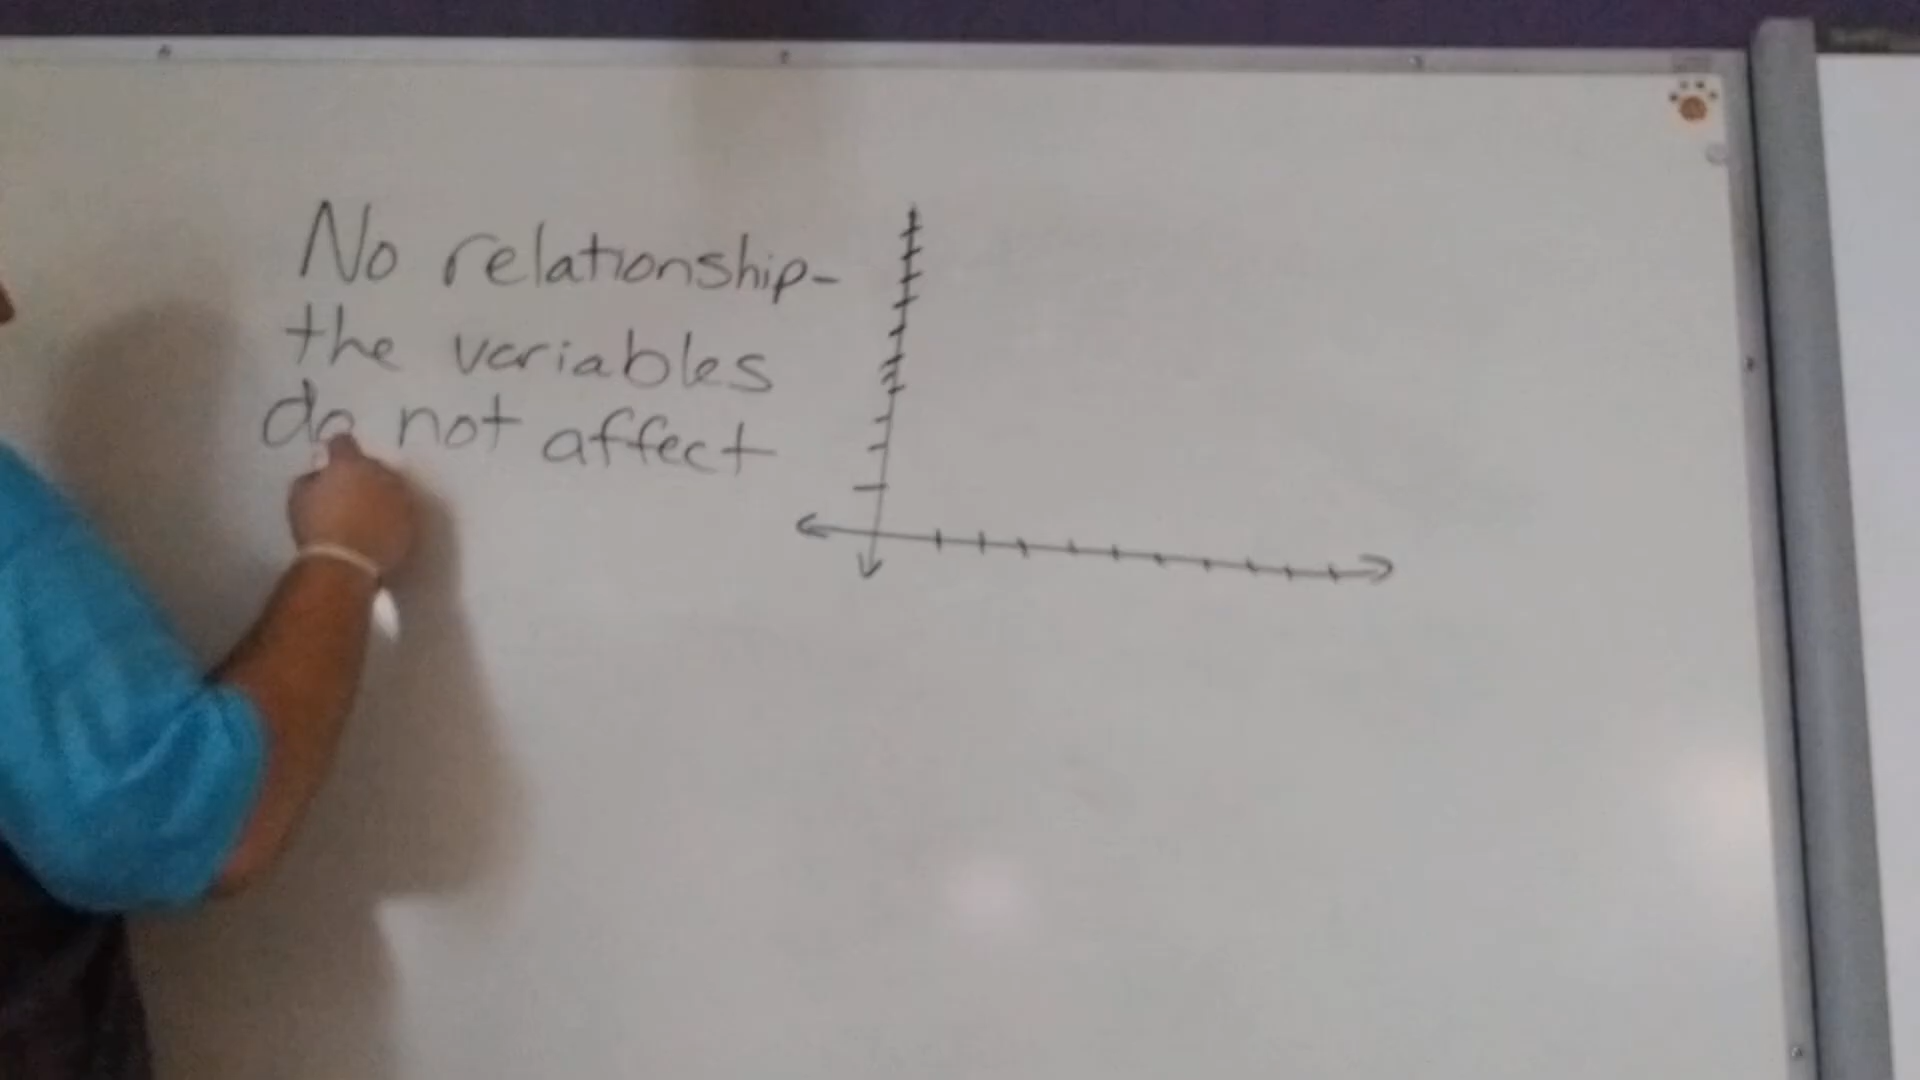 No relationship-
the variables
do not affect